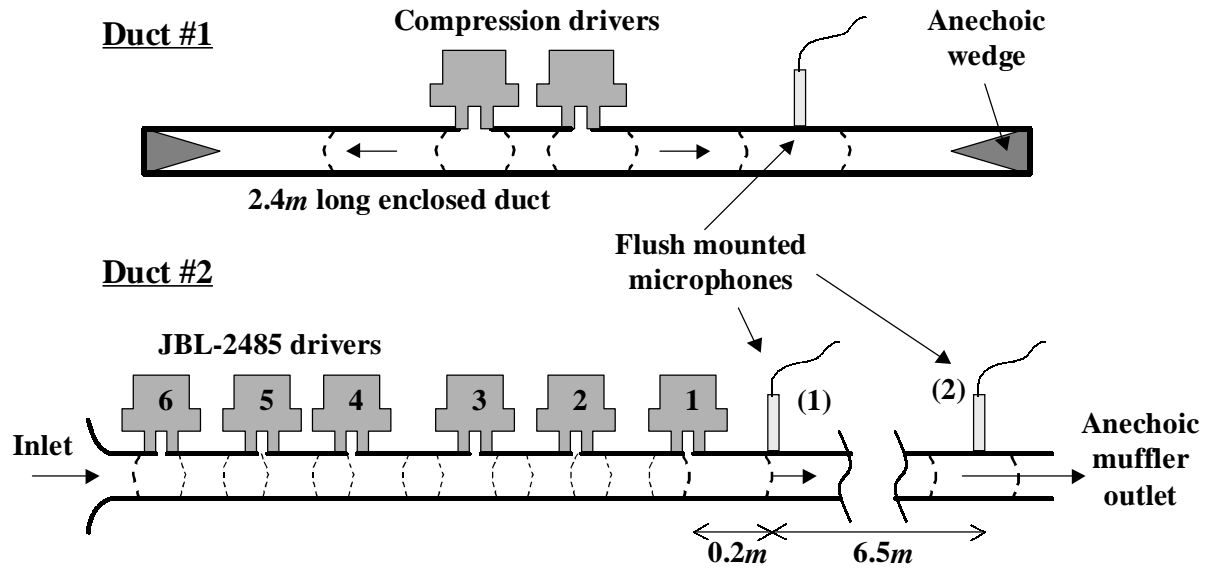 Duct #1
Compression drivers
Anechoic
wedge
2.4m long enclosed duct
Flush mounted
microphones
Duct #2
JBL-2485 drivers
6
5
4
3
2
1
(1)
(2)
Inlet
Anechoic
muffler
outlet
0.2m
6.5m